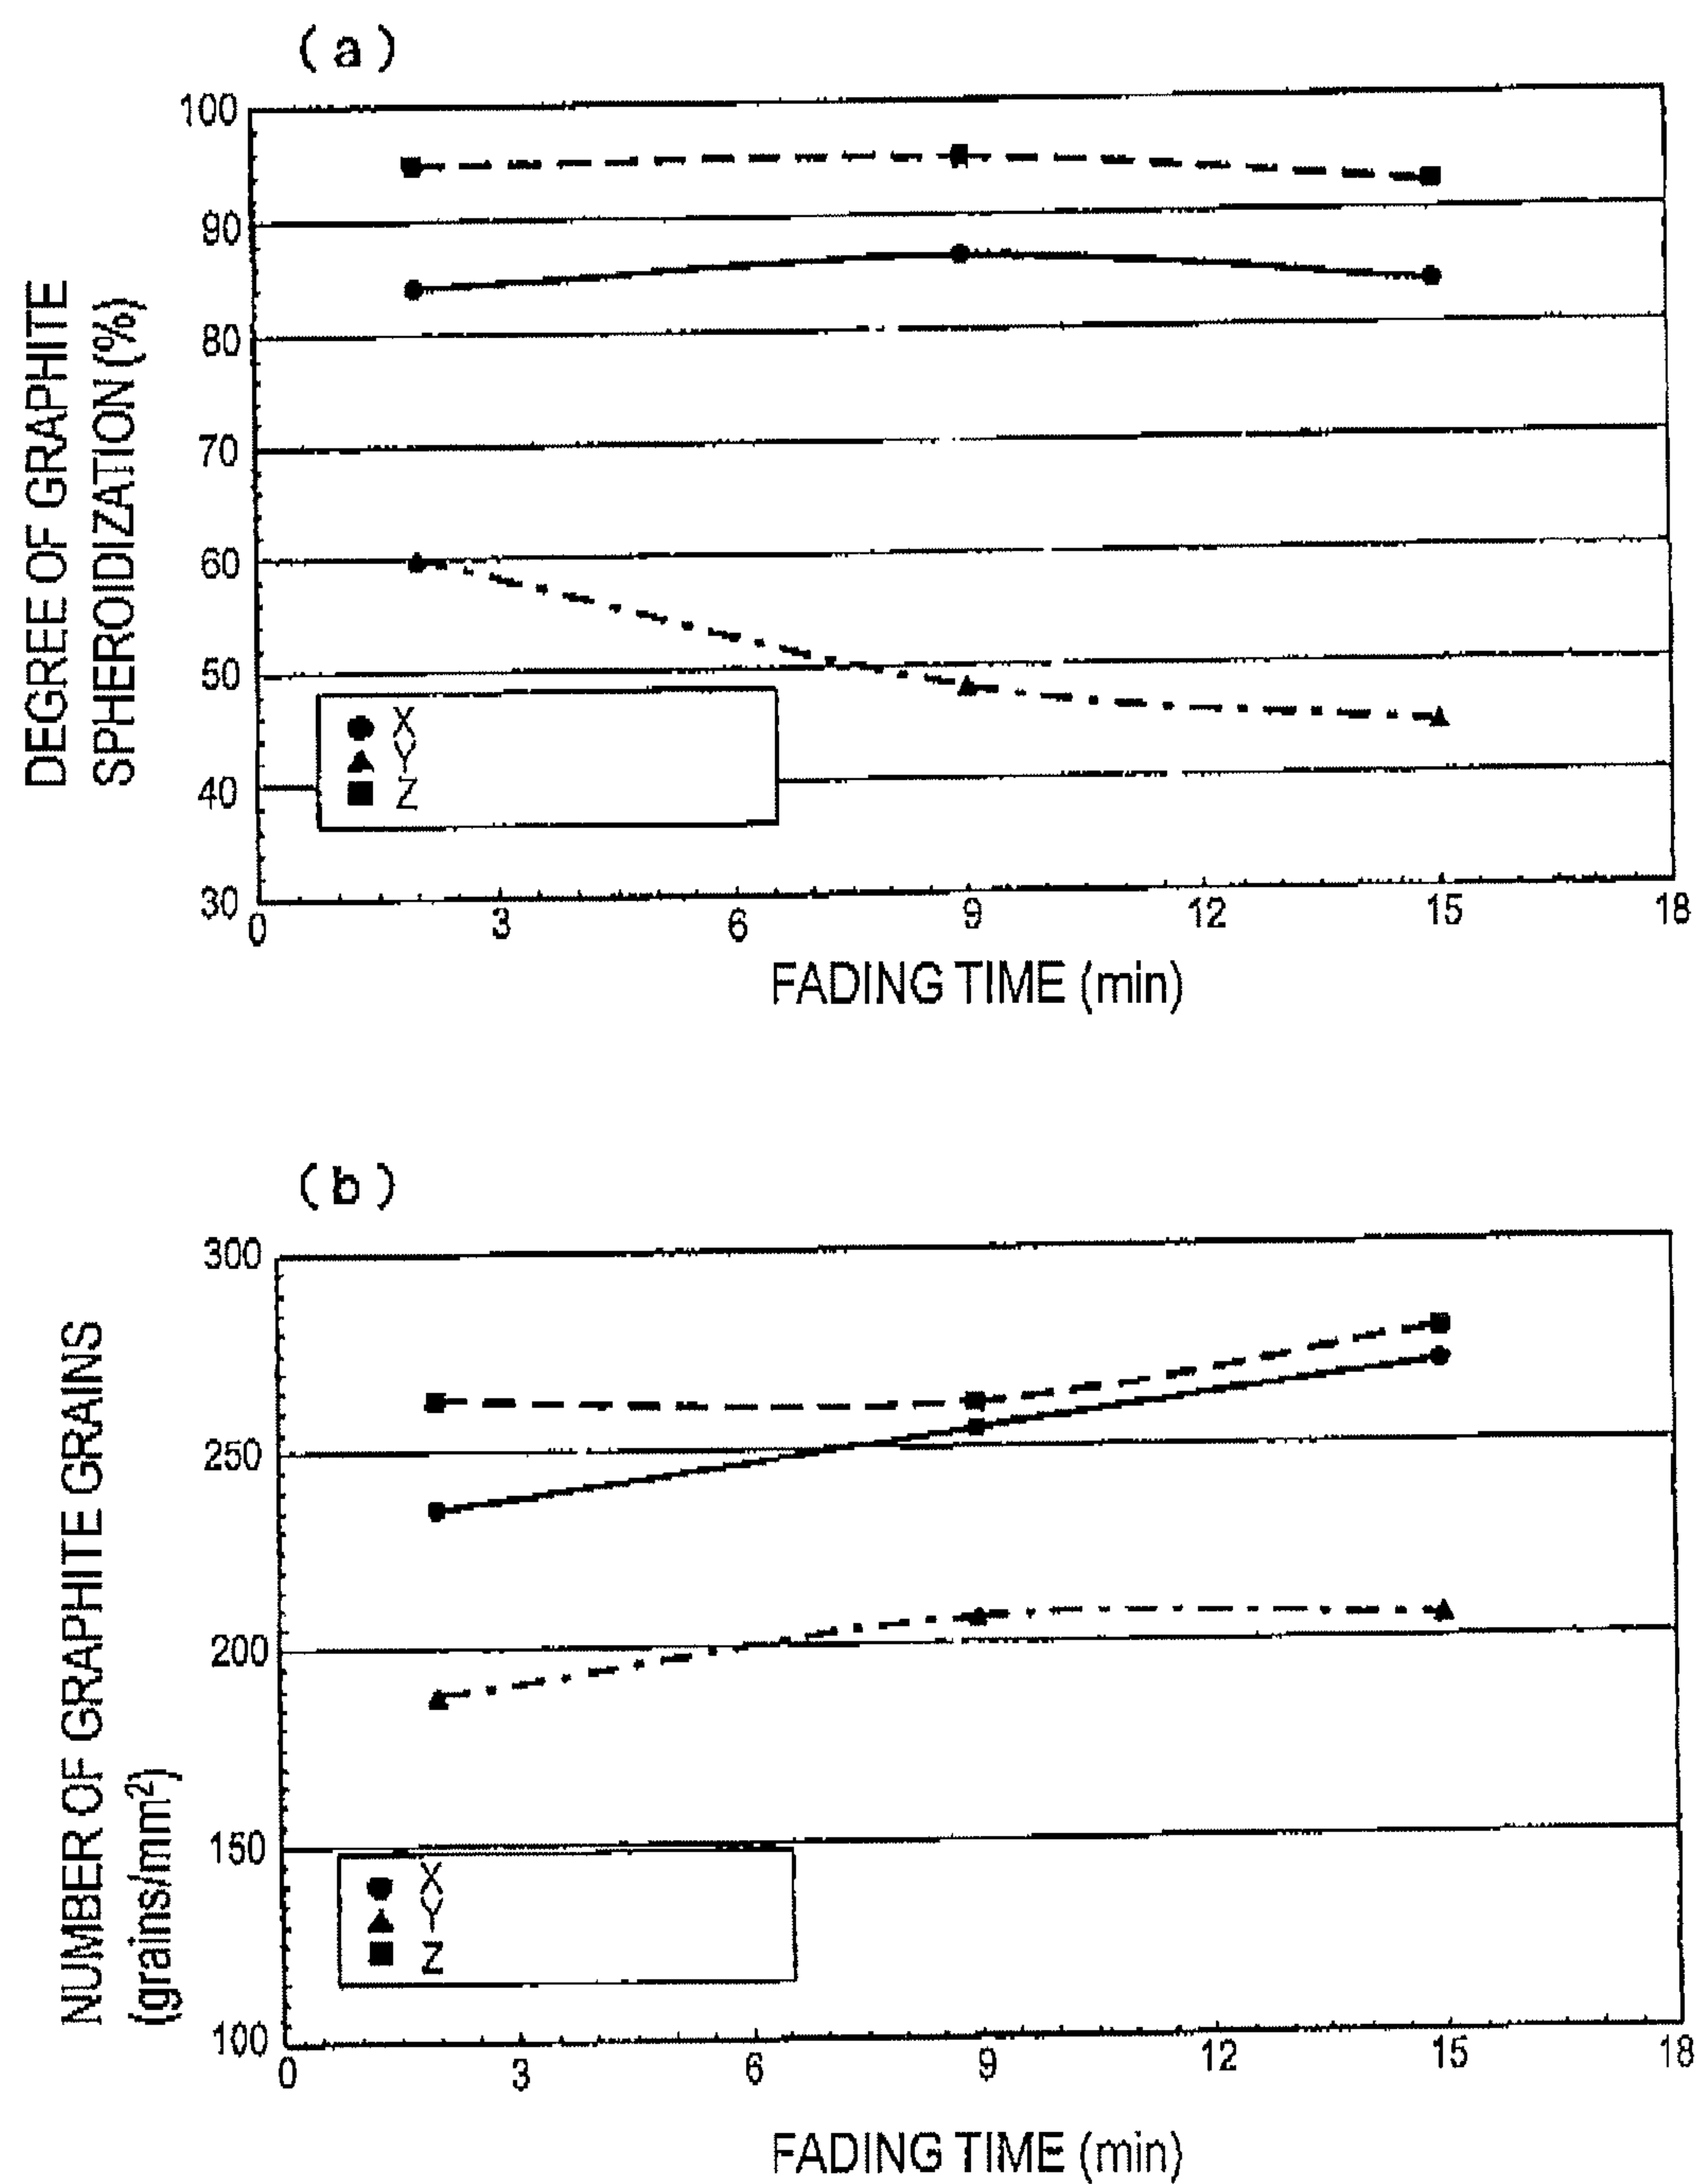 (a)
100
90
80
70
60
50
40
30
DEGREE OF GRAPHITE
SPHEROIDIZATION (%)
X
Y
Z
0 3 6 9 12 15 18
FADING TIME (min)
(b)
300
250
200
150
100
NUMBER OF GRAPHITE GRAINS
(grains/mm²)
X
Y
Z
0 3 6 9 12 15 18
FADING TIME (min)